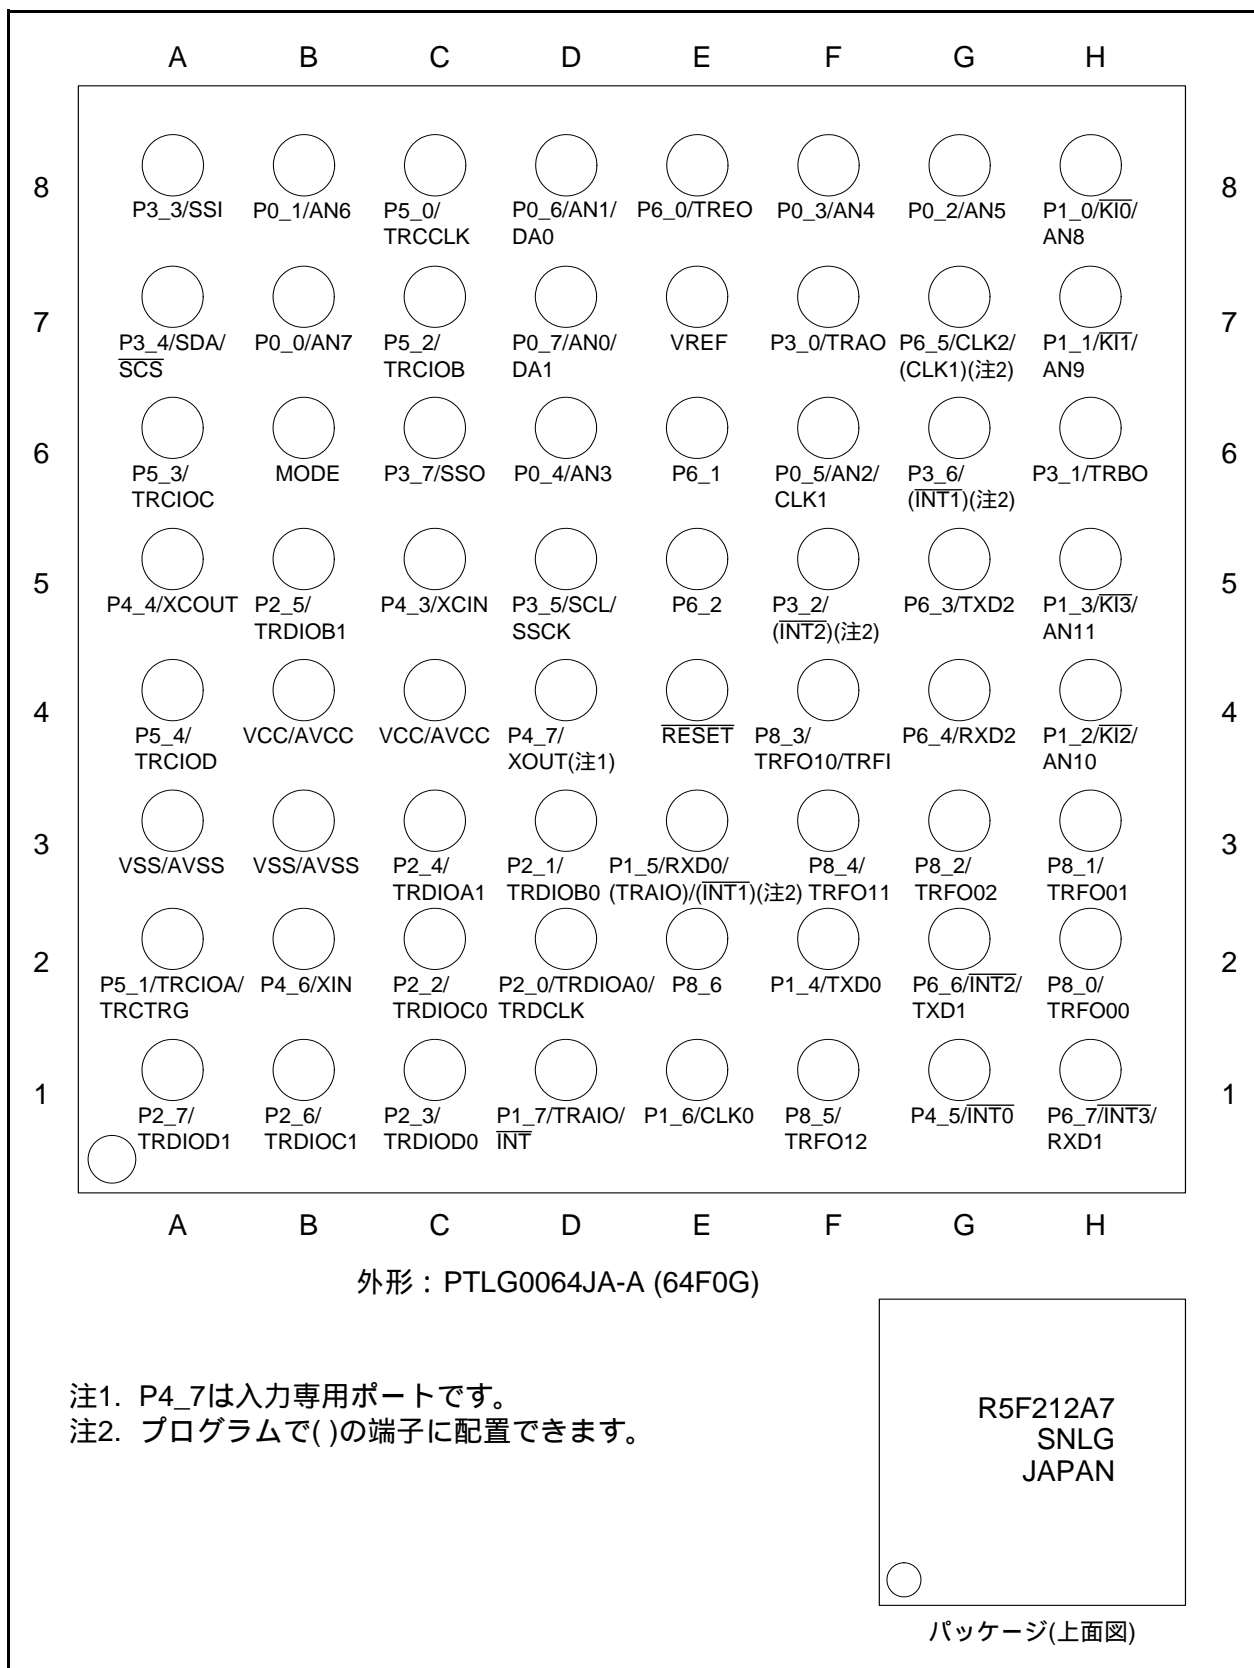 A B C D E F G H
8 8
P3_3/SSI P0_1/AN6 P5_0/ P0_6/AN1/ P6_0/TREO P0_3/AN4 P0_2/AN5 P1_0/KI0/
TRCCLK DA0 AN8
7 7
P3_4/SDA/ P0_0/AN7 P5_2/ P0_7/AN0/ VREF P3_0/TRAO P6_5/CLK2/ P1_1/KI1/
SCS TRCIOB DA1 (CLK1)(注2) AN9
6 6
P5_3/ MODE P3_7/SSO P0_4/AN3 P6_1 P0_5/AN2/ P3_6/ P3_1/TRBO
TRCIOC CLK1 (INT1)(注2)
5 5
P4_4/XCOUT P2_5/ P4_3/XCIN P3_5/SCL/ P6_2 P3_2/ P6_3/TXD2 P1_3/KI3/
TRDIOB1 SSCK (INT2)(注2) AN11
4 4
P5_4/ VCC/AVCC VCC/AVCC P4_7/ RESET P8_3/ P6_4/RXD2 P1_2/KI2/
TRCIOD XOUT(注1) TRFO10/TRFI AN10
3 3
VSS/AVSS VSS/AVSS P2_4/ P2_1/ P1_5/RXD0/ P8_4/ P8_2/ P8_1/
TRDIOA1 TRDIOB0 (TRAIO)/(INT1)(注2) TRFO11 TRFO02 TRFO01
2 2
P5_1/TRCIOA/ P4_6/XIN P2_2/ P2_0/TRDIOA0/ P8_6 P1_4/TXD0 P6_6/INT2/ P8_0/
TRCTRG TRDIOC0 TRDCLK TXD1 TRFO00
1 1
P2_7/ P2_6/ P2_3/ P1_7/TRAIO/ P1_6/CLK0 P8_5/ P4_5/INT0 P6_7/INT3/
TRDIOD1 TRDIOC1 TRDIOD0 INT TRFO12 RXD1
A B C D E F G H
外形：PTLG0064JA-A (64F0G)
注1. P4_7は入力専用ポートです。
注2. プログラムで( )の端子に配置できます。
R5F212A7
SNLG
JAPAN
パッケージ(上面図)